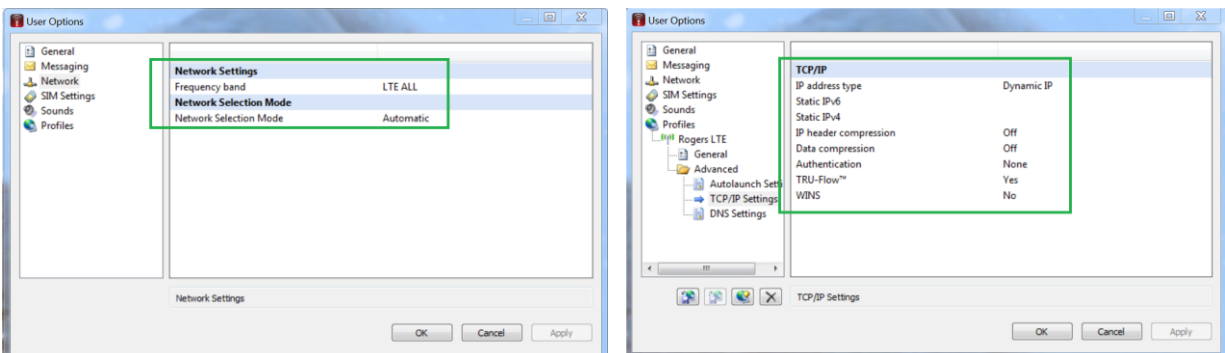 User Options
General
Messaging
Network
SIM Settings
Sounds
Profiles
Network Settings
Frequency band LTE ALL
Network Selection Mode
Network Selection Mode Automatic
Network Settings
OK Cancel Apply
User Options
General
Messaging
Network
SIM Settings
Sounds
Profiles
Rogers LTE
General
Advanced
Autolaunch Setti
TCP/IP Settings
DNS Settings
TCP/IP
IP address type Dynamic IP
Static IPv6
Static IPv4
IP header compression Off
Data compression Off
Authentication None
TRU-Flow™ Yes
WINS No
TCP/IP Settings
OK Cancel Apply